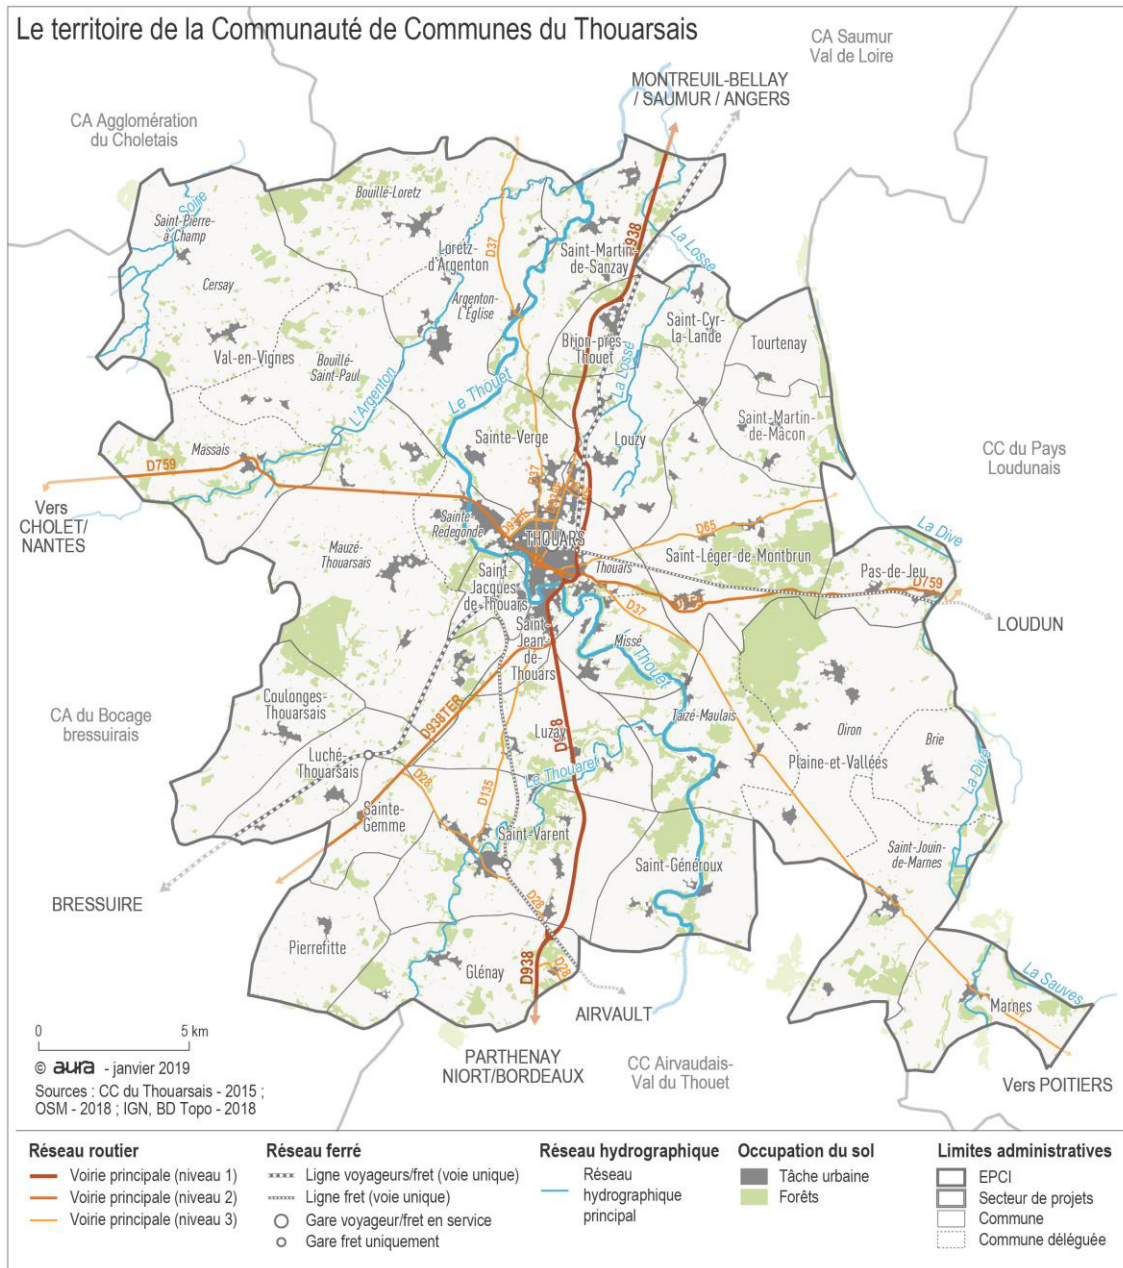 Le territoire de la Communauté de Communes du Thouarsais
CA Saumur
Val de Loire
MONTREUIL-BELLAY
/ SAUMUR / ANGERS
CA Agglomération
du Choletais
Bouillé-Loretz
Saint-Pierre-
à-Champ
Cersay
Loretz-
d'Argenton
D37
Saint-Martin-
de-Sanzay
La Losse
Argenton-
L'Église
Saint-Cyr-
la-Lande
Tourtenay
Val-en-Vignes
Bouillé-
Saint-Paul
Brion-près-
Thouet
La Losse
L'Argenton
Le Thouet
Saint-Martin-
de-Mâcon
Sainte-Verge
Louzy
Massais
D759
CC du Pays
Loudunais
Vers
CHOLET/
NANTES
D37
Sainte
Radegonde
D65
La Dive
THOUARS
Saint-Léger-de-Montbrun
Mauzé-
Thouarsais
Thouars
Saint-
Jacques
de-Thouars
Pas-de-Jeu
D759
D37
LOUDUN
Saint-
Jean-
de-
Thouars
Missé
Coulonges-
Thouarsais
D938TER
Taizé-Maulais
CA du Bocage
bressuirais
Luzay
Oiron
Brie
Luché-
Thouarsais
Le Thouaret
Plaine-et-Vallées
La Dive
D28
D135
Sainte-
Gemme
Saint-Varent
Saint-Généroux
Saint-Jouin-
de-Marnes
BRESSUIRE
D28
Pierrefitte
Glénay
D938
D28
La Sauves
Marnes
AIRVAULT
0 5 km
© aura - janvier 2019
PARTHENAY
NIORT/BORDEAUX
CC Airvaudais-
Val du Thouet
Vers POITIERS
Sources : CC du Thouarsais - 2015 ;
OSM - 2018 ; IGN, BD Topo - 2018
Réseau routier
Voirie principale (niveau 1)
Voirie principale (niveau 2)
Voirie principale (niveau 3)
Réseau ferré
Ligne voyageurs/fret (voie unique)
Ligne fret (voie unique)
Gare voyageur/fret en service
Gare fret uniquement
Réseau hydrographique
Réseau
hydrographique
principal
Occupation du sol
Tâche urbaine
Forêts
Limites administratives
EPCI
Secteur de projets
Commune
Commune déléguée